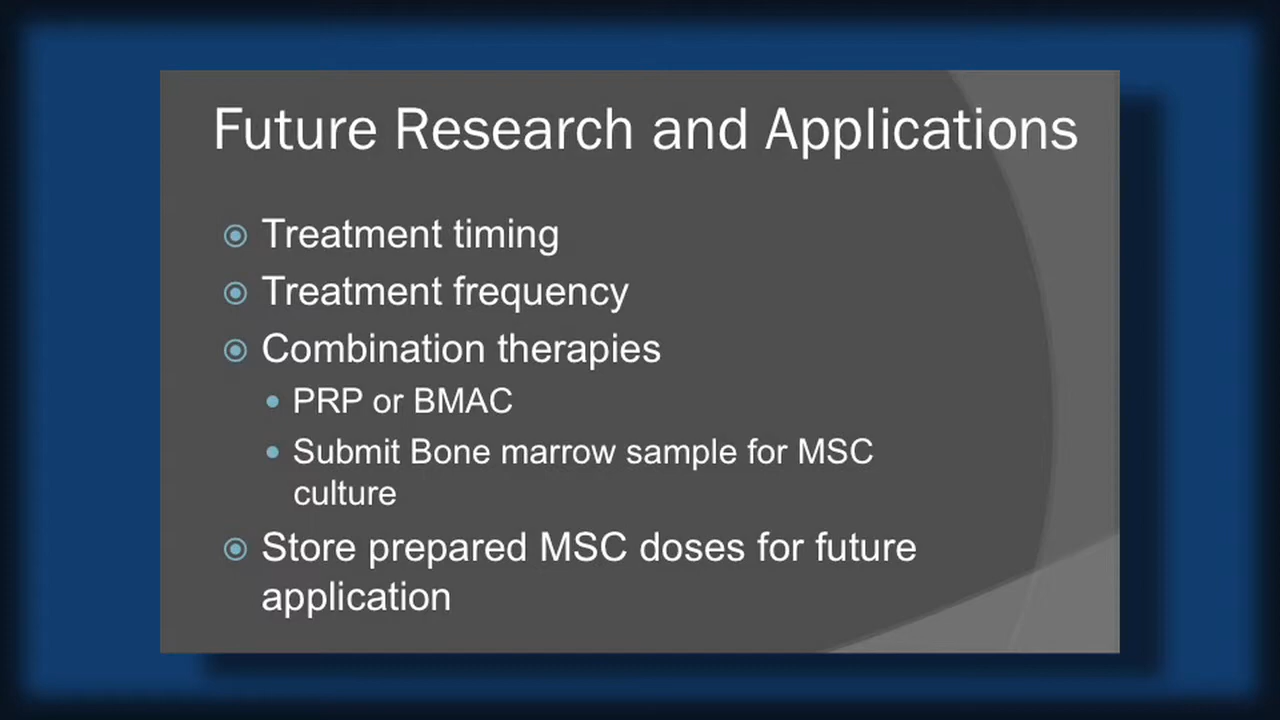 Future Research and Applications
Treatment timing
Treatment frequency
Combination therapies
PRP or BMAC
Submit Bone marrow sample for MSC
culture
Store prepared MSC doses for future
application